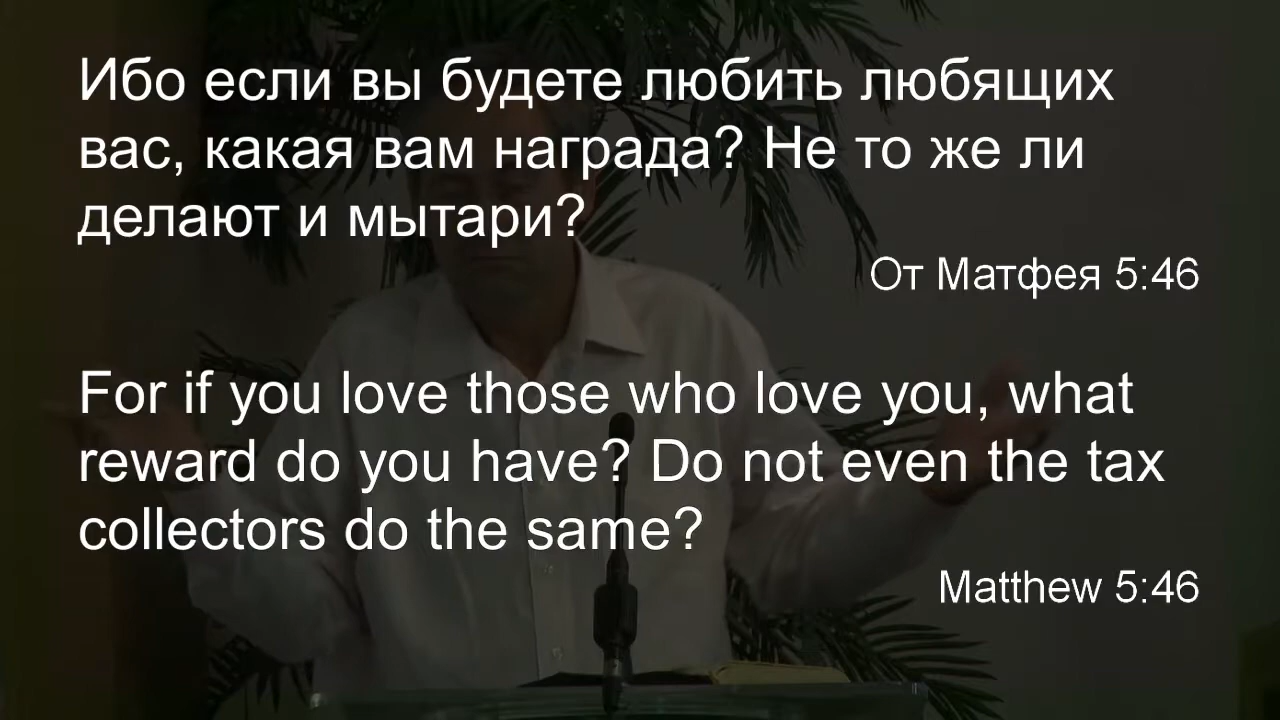 Ибо если вы будете любить любящих
вас, какая вам награда? Не то же ли
делают и мытари?
От Матфея 5:46
For if you love those who love you, what
reward do you have? Do not even the tax
collectors do the same?
Matthew 5:46